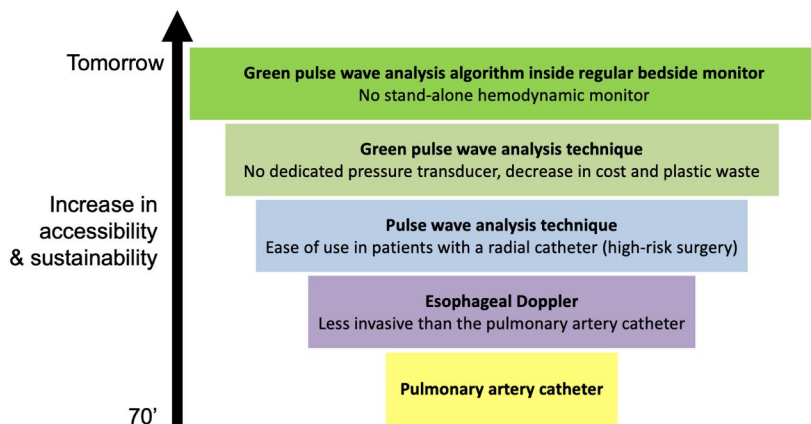 Tomorrow
Green pulse wave analysis algorithm inside regular bedside monitor
No stand-alone hemodynamic monitor
Green pulse wave analysis technique
No dedicated pressure transducer, decrease in cost and plastic waste
Increase in
accessibility
& sustainability
Pulse wave analysis technique
Ease of use in patients with a radial catheter (high-risk surgery)
Esophageal Doppler
Less invasive than the pulmonary artery catheter
Pulmonary artery catheter
70’